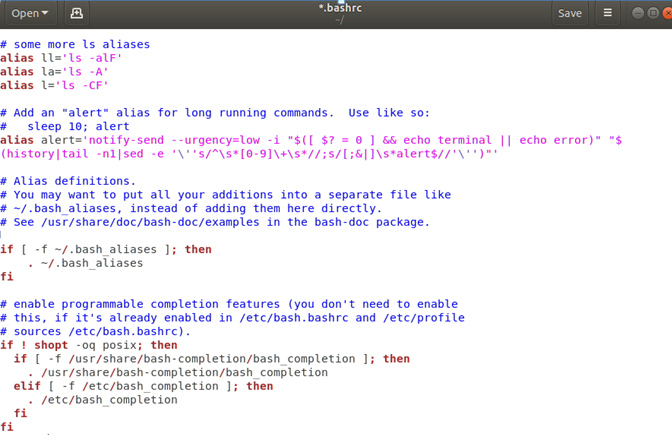 Open
*.bashrc
~/
Save
# some more ls aliases
alias ll='ls -alF'
alias la='ls -A'
alias l='ls -CF'
# Add an "alert" alias for long running commands.  Use like so:
#   sleep 10; alert
alias alert='notify-send --urgency=low -i "$([ $? = 0 ] && echo terminal || echo error)" "$
(history|tail -n1|sed -e '\''s/^\s*[0-9]\+\s*//;s/[;&|]\s*alert$//'\'')"'
# Alias definitions.
# You may want to put all your additions into a separate file like
# ~/.bash_aliases, instead of adding them here directly.
# See /usr/share/doc/bash-doc/examples in the bash-doc package.
if [ -f ~/.bash_aliases ]; then
    . ~/.bash_aliases
fi
# enable programmable completion features (you don't need to enable
# this, if it's already enabled in /etc/bash.bashrc and /etc/profile
# sources /etc/bash.bashrc).
if ! shopt -oq posix; then
  if [ -f /usr/share/bash-completion/bash_completion ]; then
    . /usr/share/bash-completion/bash_completion
  elif [ -f /etc/bash_completion ]; then
    . /etc/bash_completion
  fi
fi